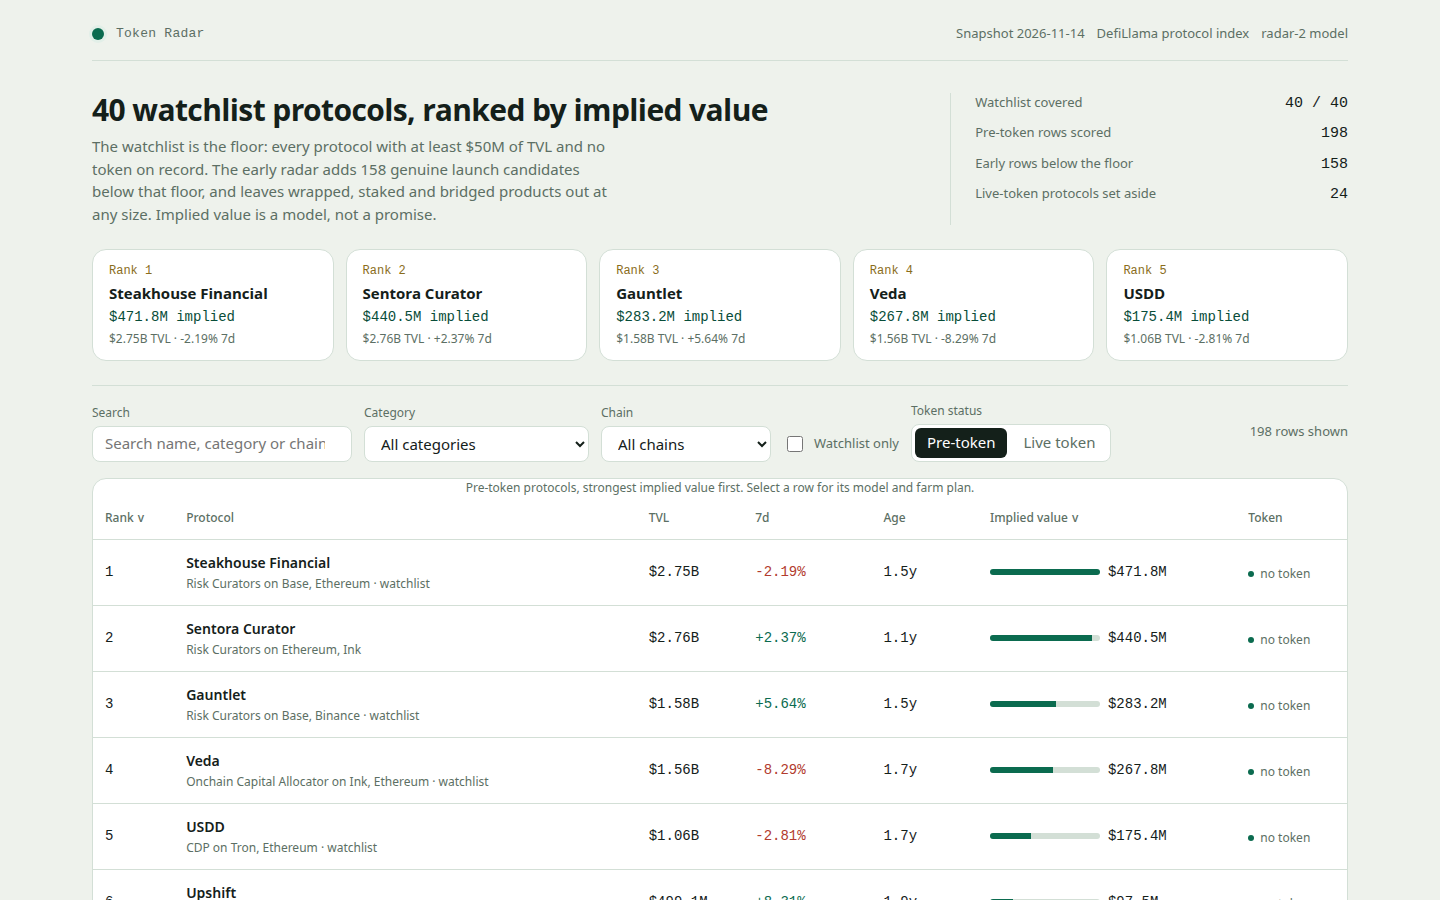 Token Radar
Snapshot 2026-11-14 DefiLlama protocol index radar-2 model
40 watchlist protocols, ranked by implied value
The watchlist is the floor: every protocol with at least $50M of TVL and no
token on record. The early radar adds 158 genuine launch candidates
below that floor, and leaves wrapped, staked and bridged products out at
any size. Implied value is a model, not a promise.
Watchlist covered 40 / 40
Pre-token rows scored 198
Early rows below the floor 158
Live-token protocols set aside 24
Rank 1
Steakhouse Financial
$471.8M implied
$2.75B TVL · -2.19% 7d
Rank 2
Sentora Curator
$440.5M implied
$2.76B TVL · +2.37% 7d
Rank 3
Gauntlet
$283.2M implied
$1.58B TVL · +5.64% 7d
Rank 4
Veda
$267.8M implied
$1.56B TVL · -8.29% 7d
Rank 5
USDD
$175.4M implied
$1.06B TVL · -2.81% 7d
Search
Search name, category or chain
Category
All categories
Chain
All chains
Watchlist only
Token status
Pre-token Live token
198 rows shown
Pre-token protocols, strongest implied value first. Select a row for its model and farm plan.
Rank v Protocol TVL 7d Age Implied value v Token
1 Steakhouse Financial $2.75B -2.19% 1.5y $471.8M no token
Risk Curators on Base, Ethereum · watchlist
2 Sentora Curator $2.76B +2.37% 1.1y $440.5M no token
Risk Curators on Ethereum, Ink
3 Gauntlet $1.58B +5.64% 1.5y $283.2M no token
Risk Curators on Base, Binance · watchlist
4 Veda $1.56B -8.29% 1.7y $267.8M no token
Onchain Capital Allocator on Ink, Ethereum · watchlist
5 USDD $1.06B -2.81% 1.7y $175.4M no token
CDP on Tron, Ethereum · watchlist
Upshift